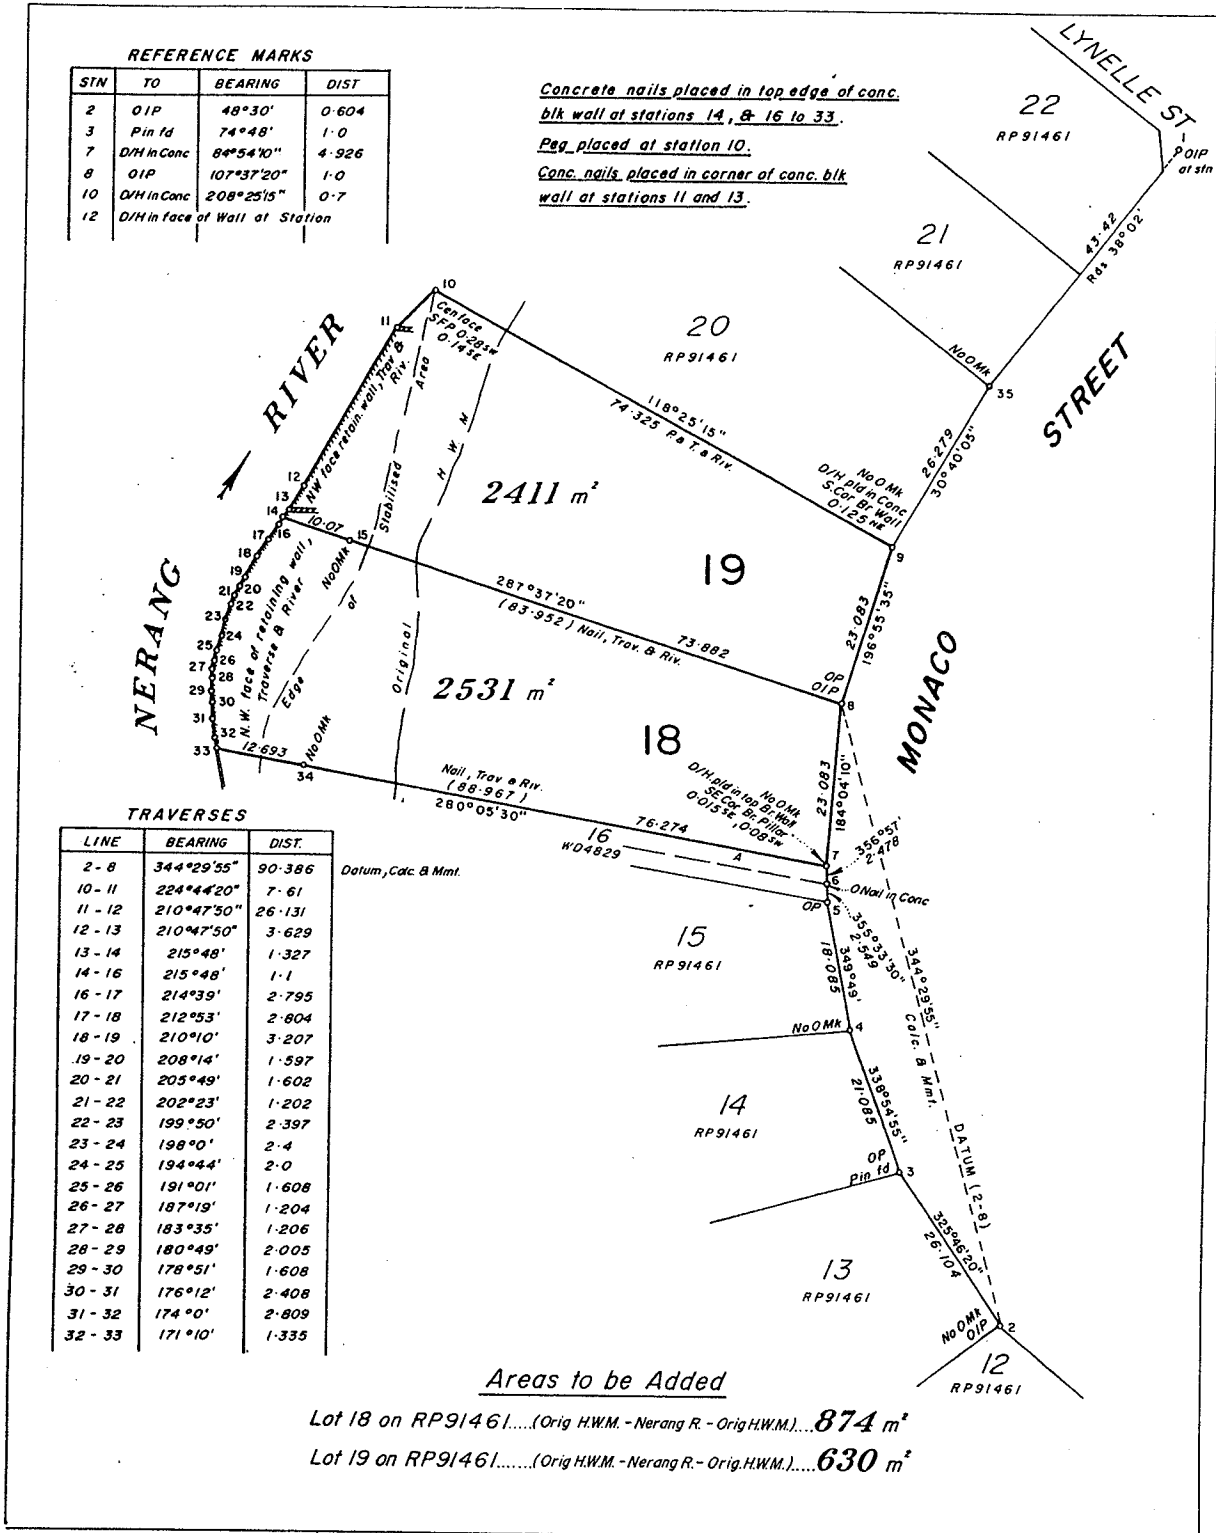 REFERENCE MARKS
STN TO BEARING DIST
2 OIP 48°30' 0·604
3 Pin fd 74°48' 1·0
7 D/H in Conc 84°54'10" 4·926
8 OIP 107°37'20" 1·0
10 D/H in Conc 208°25'15" 0·7
12 D/H in face of Wall at Station
Concrete nails placed in top edge of conc.
blk wall at stations 14, & 16 to 33.
Peg placed at station 10.
Conc. nails placed in corner of conc. blk
wall at stations 11 and 13.
LYNELLE ST
22
RP91461
1
OIP
at stn
21
RP91461
43·42
Rds 38°02'
20
RP91461
No O Mk
35
MONACO STREET
26·279
30°40'05"
10
11
Cen face
SFP 0·28 SW
0·14 SE
NERANG RIVER
NW face retain. wall, Trav &
Riv.
Area
Stabilised
of
Edge
H W M
Original
118°25'15"
74·325 P. & T. & Riv.
No O Mk
D/H pld in Conc
S. Cor Br Wall
0·125 NE
9
2411 m²
19
12
13
14
16
17
18
19
20
21
22
23
24
25
26
27
28
29
30
31
32
33
10·07
15
No O Mk
N.W. face of retaining wall,
Traverse & River
287°37'20"
(83·952) Nail, Trav. & Riv.
73·882
23·083
196°55'35"
OP
OIP
8
2531 m²
18
12·693
No O Mk
34
Nail, Trav & Riv.
(88·967)
280°05'30"
76·274
No O Mk
D/H. pld in top Br. Wall
SE Cor Br. Pillar
0·015 SE, 0·08 SW
23·083
184°04'10"
7
356°57'
2·478
16
WD4829
A
6
O Nail in Conc
OP
5
355°33'30"
2·549
15
RP91461
349°49'
18·085
No O Mk
4
344°29'55"
Calc. & Mmt.
DATUM (2-8)
14
RP91461
338°54'55"
21·085
OP
Pin fd
3
325°46'20"
26·104
13
RP91461
No O Mk
OIP
2
12
RP91461
TRAVERSES
LINE BEARING DIST.
2 - 8 344°29'55" 90·386 Datum, Calc. & Mmt.
10 - 11 224°44'20" 7·61
11 - 12 210°47'50" 26·131
12 - 13 210°47'50" 3·629
13 - 14 215°48' 1·327
14 - 16 215°48' 1·1
16 - 17 214°39' 2·795
17 - 18 212°53' 2·804
18 - 19 210°10' 3·207
19 - 20 208°14' 1·597
20 - 21 205°49' 1·602
21 - 22 202°23' 1·202
22 - 23 199°50' 2·397
23 - 24 198°0' 2·4
24 - 25 194°44' 2·0
25 - 26 191°01' 1·608
26 - 27 187°19' 1·204
27 - 28 183°35' 1·206
28 - 29 180°49' 2·005
29 - 30 178°51' 1·608
30 - 31 176°12' 2·408
31 - 32 174°0' 2·809
32 - 33 171°10' 1·335
Areas to be Added
Lot 18 on RP91461.....(Orig H.W.M. - Nerang R. - Orig H.W.M.)....874 m²
Lot 19 on RP91461.......(Orig H.W.M. - Nerang R. - Orig. H.W.M.).....630 m²